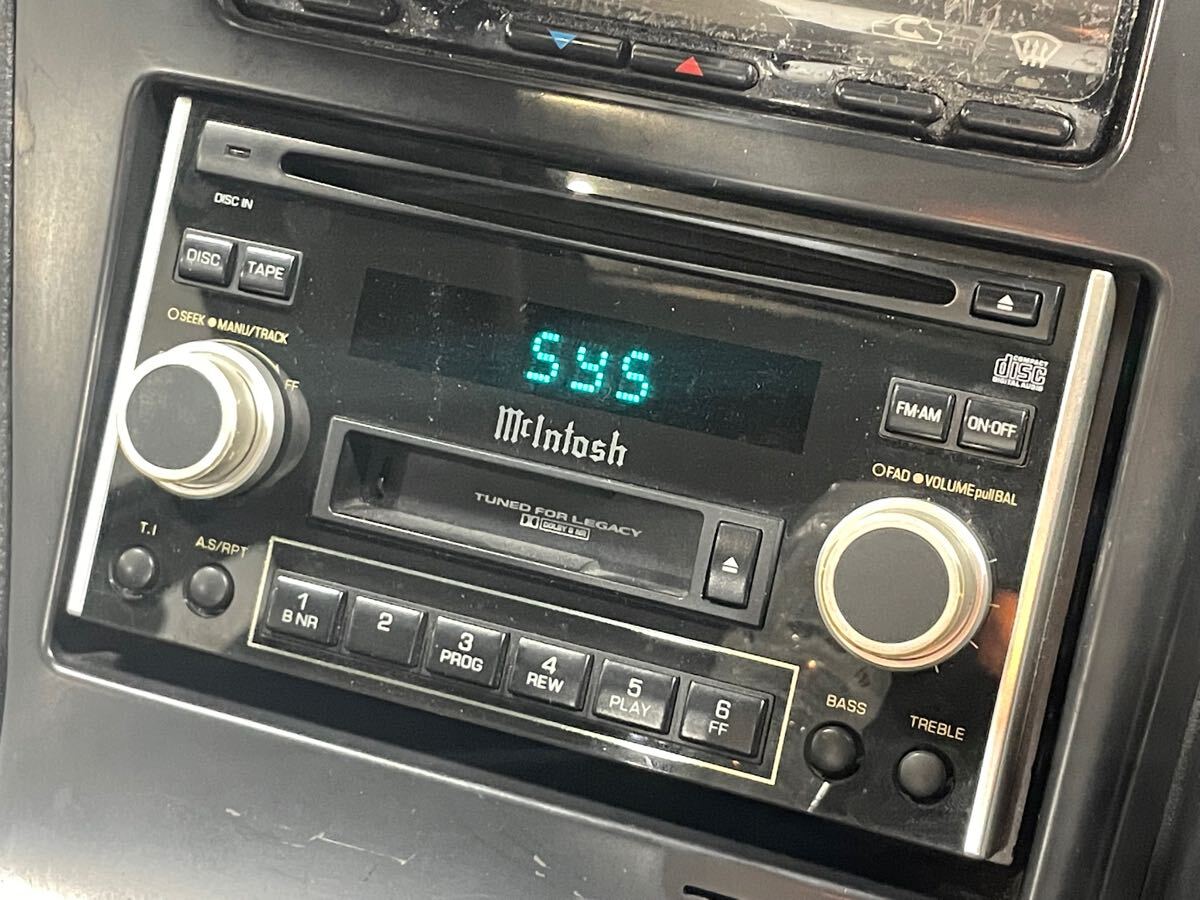 DISC IN
DISC
TAPE
SEEK MANU/TRACK
FF
SYS
McIntosh
COMPACT
disc
DIGITAL AUDIO
FM·AM
ON·OFF
FAD VOLUME pull BAL
TUNED FOR LEGACY
DOLBY B NR
T.I
A.S/RPT
1
B NR
2
3
PROG
4
REW
5
PLAY
6
FF
BASS
TREBLE